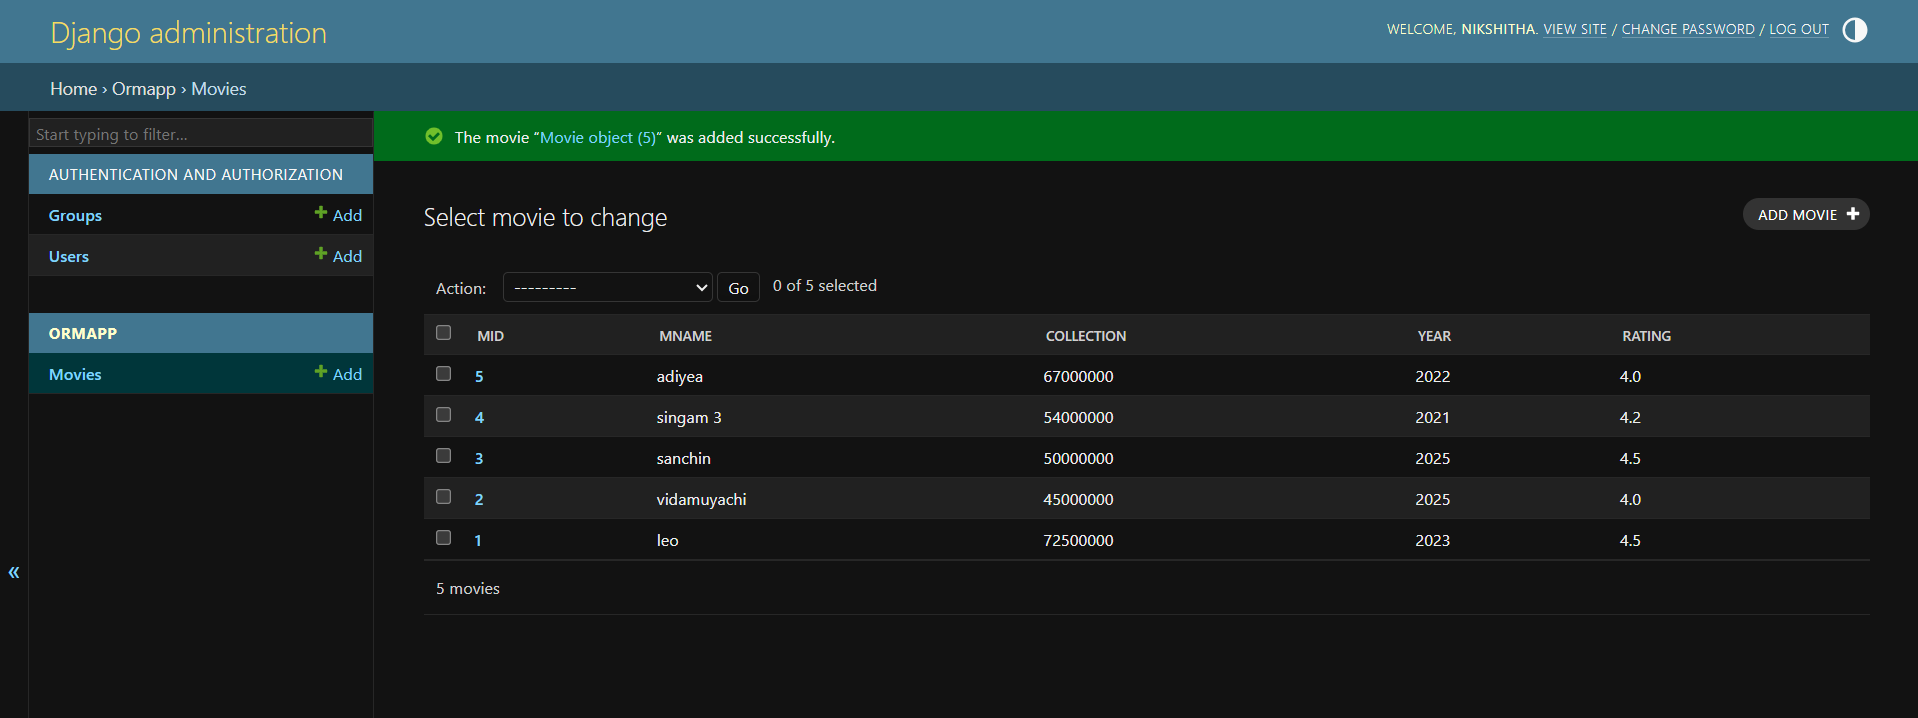 Django administration
WELCOME, NIKSHITHA. VIEW SITE / CHANGE PASSWORD / LOG OUT
Home › Ormapp › Movies
Start typing to filter...
AUTHENTICATION AND AUTHORIZATION
Groups + Add
Users + Add
ORMAPP
Movies + Add
«
The movie “Movie object (5)” was added successfully.
Select movie to change
ADD MOVIE +
Action: --------- Go 0 of 5 selected
MID MNAME COLLECTION YEAR RATING
5 adiyea 67000000 2022 4.0
4 singam 3 54000000 2021 4.2
3 sanchin 50000000 2025 4.5
2 vidamuyachi 45000000 2025 4.0
1 leo 72500000 2023 4.5
5 movies